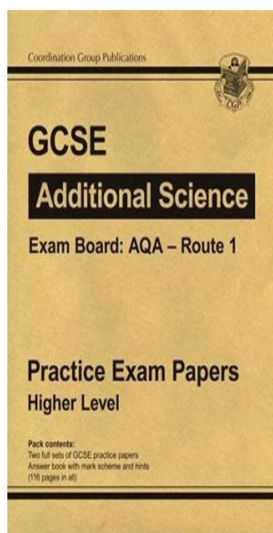 Coordination Group Publications
CGP
GCSE
Additional Science
Exam Board: AQA – Route 1
Practice Exam Papers
Higher Level
Pack contents:
Two full sets of GCSE practice papers
Answer book with mark scheme and hints
(116 pages in all)